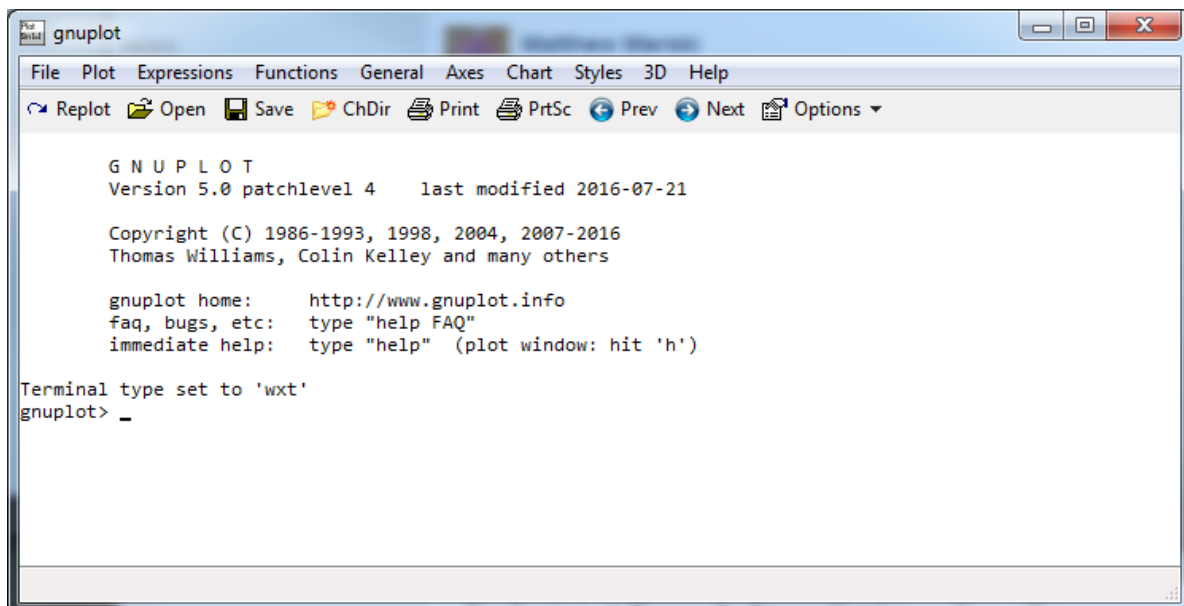 gnuplot
File Plot Expressions Functions General Axes Chart Styles 3D Help
Replot Open Save ChDir Print PrtSc Prev Next Options
G N U P L O T
Version 5.0 patchlevel 4 last modified 2016-07-21
Copyright (C) 1986-1993, 1998, 2004, 2007-2016
Thomas Williams, Colin Kelley and many others
gnuplot home: http://www.gnuplot.info
faq, bugs, etc: type "help FAQ"
immediate help: type "help" (plot window: hit 'h')
Terminal type set to 'wxt'
gnuplot> _